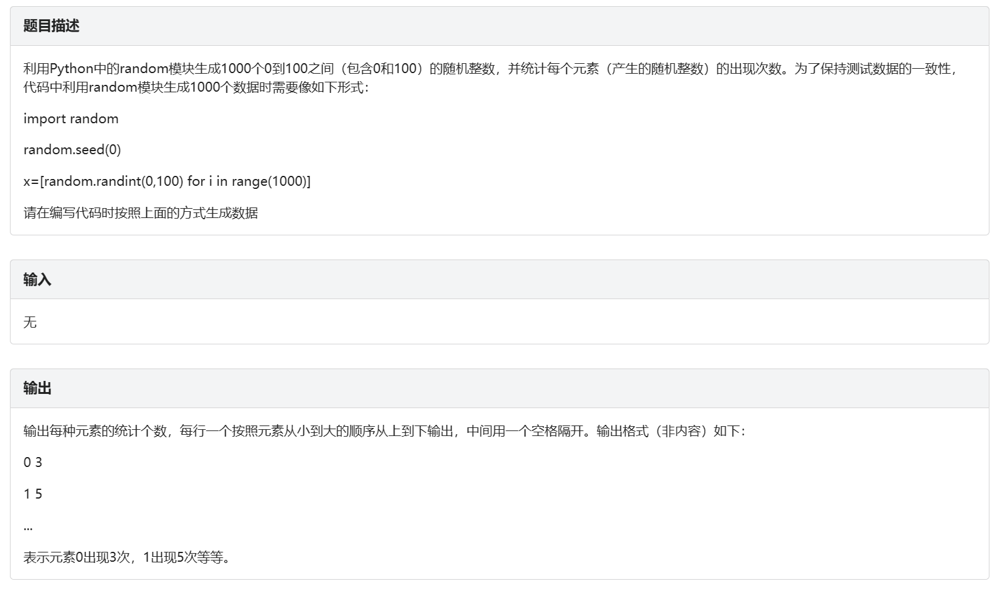 题目描述
利用Python中的random模块生成1000个0到100之间（包含0和100）的随机整数，并统计每个元素（产生的随机整数）的出现次数。为了保持测试数据的一致性，
代码中利用random模块生成1000个数据时需要像如下形式：
import random
random.seed(0)
x=[random.randint(0,100) for i in range(1000)]
请在编写代码时按照上面的方式生成数据
输入
无
输出
输出每种元素的统计个数，每行一个按照元素从小到大的顺序从上到下输出，中间用一个空格隔开。输出格式（非内容）如下：
0 3
1 5
...
表示元素0出现3次，1出现5次等等。